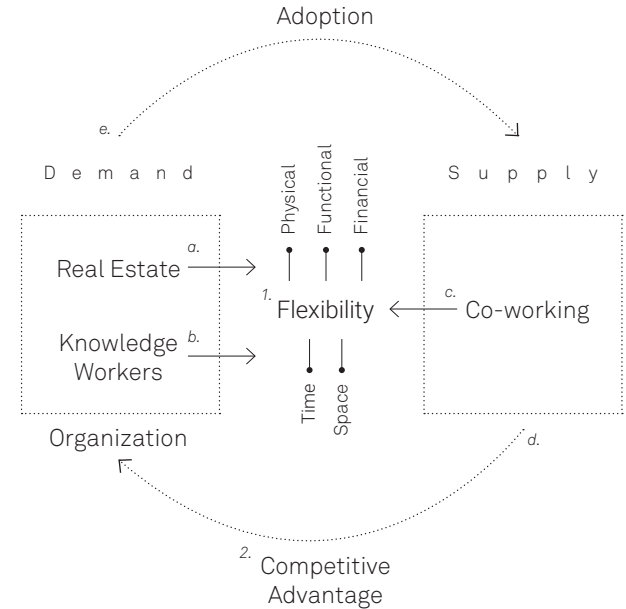 Adoption
e.
Demand
Supply
Physical
Functional
Financial
a.
Real Estate
1.
Flexibility
c.
Co-working
b.
Knowledge
Workers
Time
Space
Organization
d.
2.
Competitive
Advantage